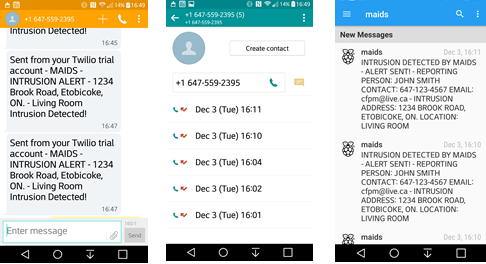 16:49
+1 647-559-2395
Intrusion Detected!
16:45
Sent from your Twilio trial
account - MAIDS -
INTRUSION ALERT - 1234
Brook Road, Etobicoke,
ON. - Living Room
Intrusion Detected!
16:47
Sent from your Twilio trial
account - MAIDS -
INTRUSION ALERT - 1234
Brook Road, Etobicoke,
ON. - Living Room
Intrusion Detected!
16:47
Enter message
Send
54% 16:49
+1 647-559-2395 (5)
Create contact
+1 647-559-2395
Dec 3 (Tue) 16:11
Dec 3 (Tue) 16:10
Dec 3 (Tue) 16:04
Dec 3 (Tue) 16:02
Dec 3 (Tue) 16:01
54% 16:49
maids
New Messages
maids Dec 3, 16:11
INTRUSION DETECTED BY MAIDS
- ALERT SENT! - REPORTING
PERSON: JOHN SMITH
CONTACT: 647-123-4567 EMAIL:
cfpm@live.ca - INTRUSION
ADDRESS: 1234 BROOK ROAD,
ETOBICOKE, ON. LOCATION:
LIVING ROOM
maids Dec 3, 16:10
INTRUSION DETECTED BY MAIDS
- ALERT SENT! - REPORTING
PERSON: JOHN SMITH
CONTACT: 647-123-4567 EMAIL:
cfpm@live.ca - INTRUSION
ADDRESS: 1234 BROOK ROAD,
ETOBICOKE, ON. LOCATION:
LIVING ROOM
maids Dec 3, 16:10